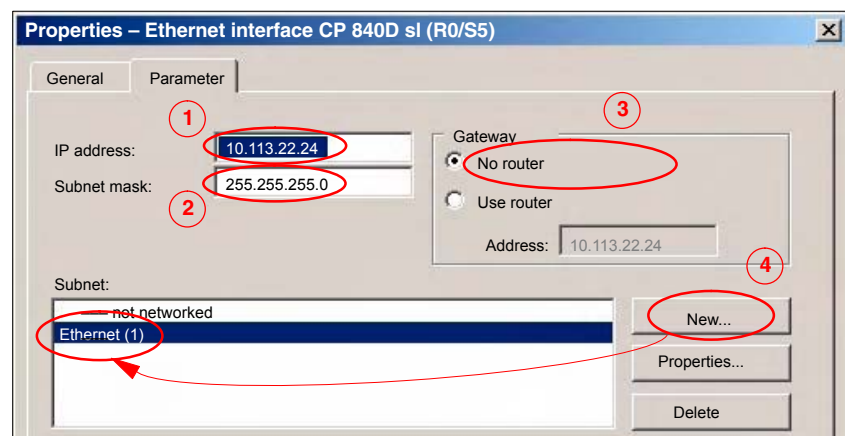 Properties – Ethernet interface CP 840D sl (R0/S5)
General Parameter
1
3
IP address: 10.113.22.24
Gateway
No router
Subnet mask: 255.255.255.0
2
Use router
Address: 10.113.22.24
4
Subnet:
--- not networked
Ethernet (1)
New...
Properties...
Delete